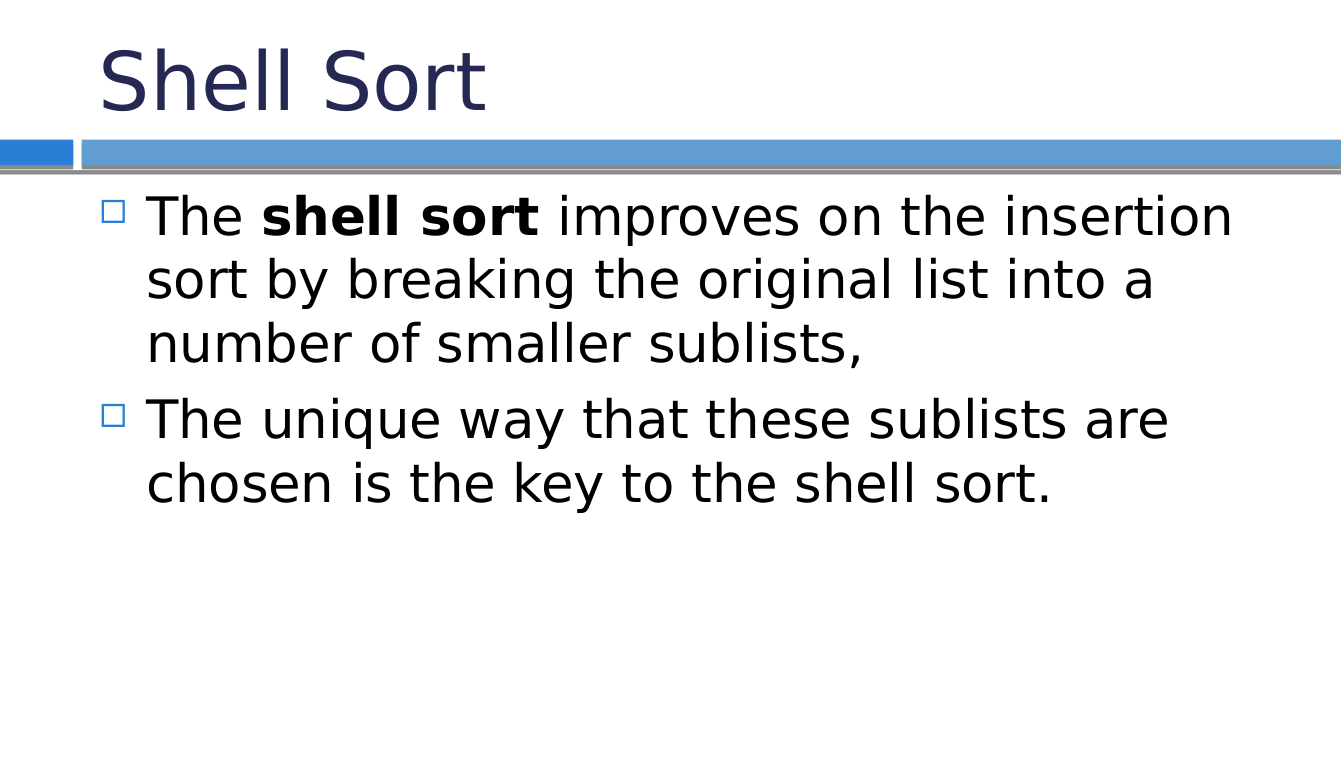 Shell Sort
The shell sort improves on the insertion
sort by breaking the original list into a
number of smaller sublists,
The unique way that these sublists are
chosen is the key to the shell sort.